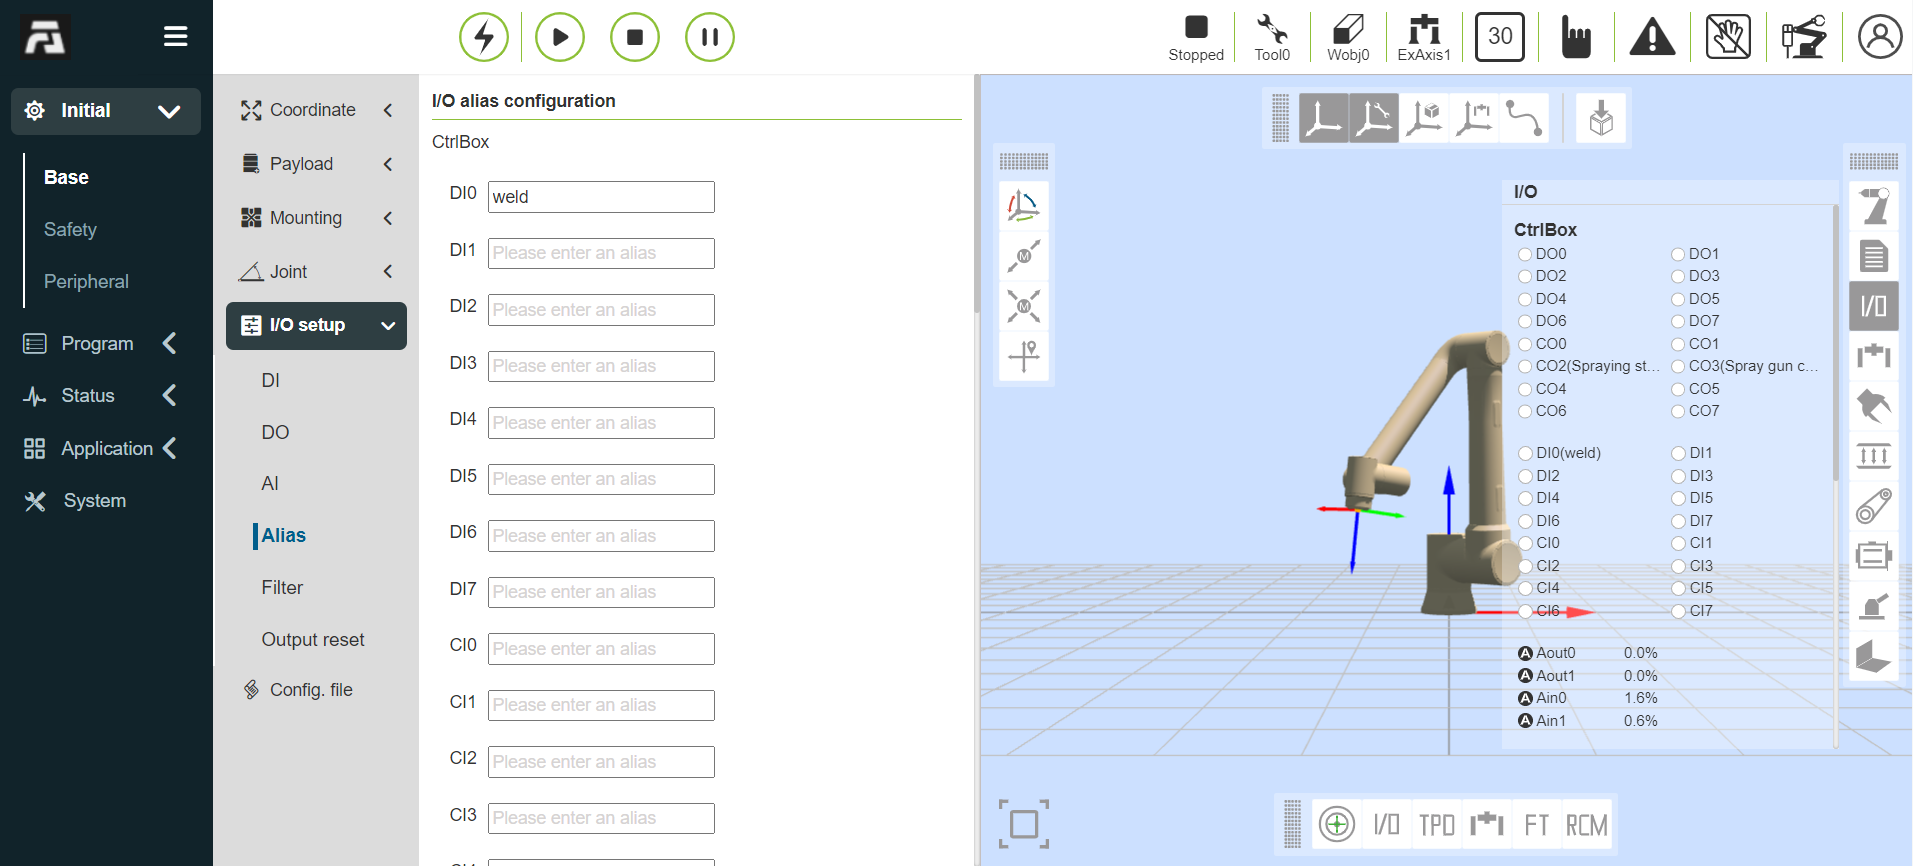 Stopped
Tool0
Wobj0
ExAxis1
30
Initial
Base
Safety
Peripheral
Program
Status
Application
System
Coordinate
Payload
Mounting
Joint
I/O setup
DI
DO
AI
Alias
Filter
Output reset
Config. file
I/O alias configuration
CtrlBox
DI0 weld
DI1 Please enter an alias
DI2 Please enter an alias
DI3 Please enter an alias
DI4 Please enter an alias
DI5 Please enter an alias
DI6 Please enter an alias
DI7 Please enter an alias
CI0 Please enter an alias
CI1 Please enter an alias
CI2 Please enter an alias
CI3 Please enter an alias
M
M
I/O
CtrlBox
DO0 DO1
DO2 DO3
DO4 DO5
DO6 DO7
CO0 CO1
CO2(Spraying st... CO3(Spray gun c...
CO4 CO5
CO6 CO7
DI0(weld) DI1
DI2 DI3
DI4 DI5
DI6 DI7
CI0 CI1
CI2 CI3
CI4 CI5
CI6 CI7
A Aout0 0.0%
A Aout1 0.0%
A Ain0 1.6%
A Ain1 0.6%
I/O
I/O TPD FT RCM